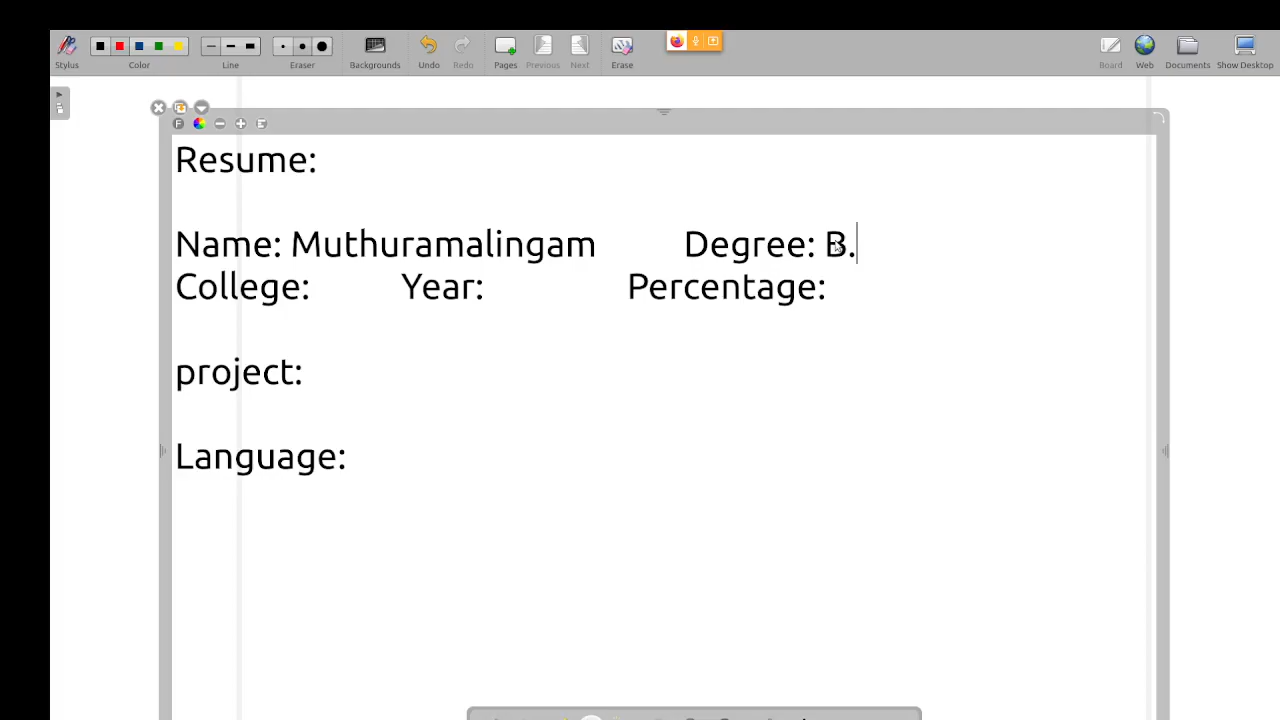 Stylus Color Line Eraser Backgrounds Undo Redo Pages Previous Next Erase Board Web Documents Show Desktop
Resume:
Name: Muthuramalingam Degree: B.
College: Year: Percentage:
project:
Language: